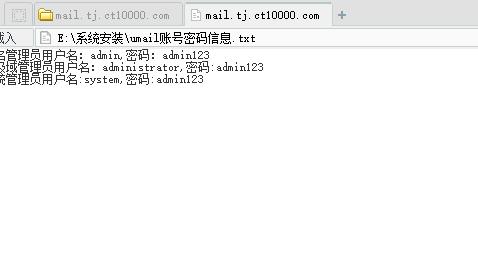 mail.tj.ct10000.com
mail.tj.ct10000.com
载入
E:\系统安装\umail账号密码信息.txt
管理员用户名: admin,密码: admin123
域管理员用户名: administrator,密码:admin123
管理员用户名:system,密码:admin123